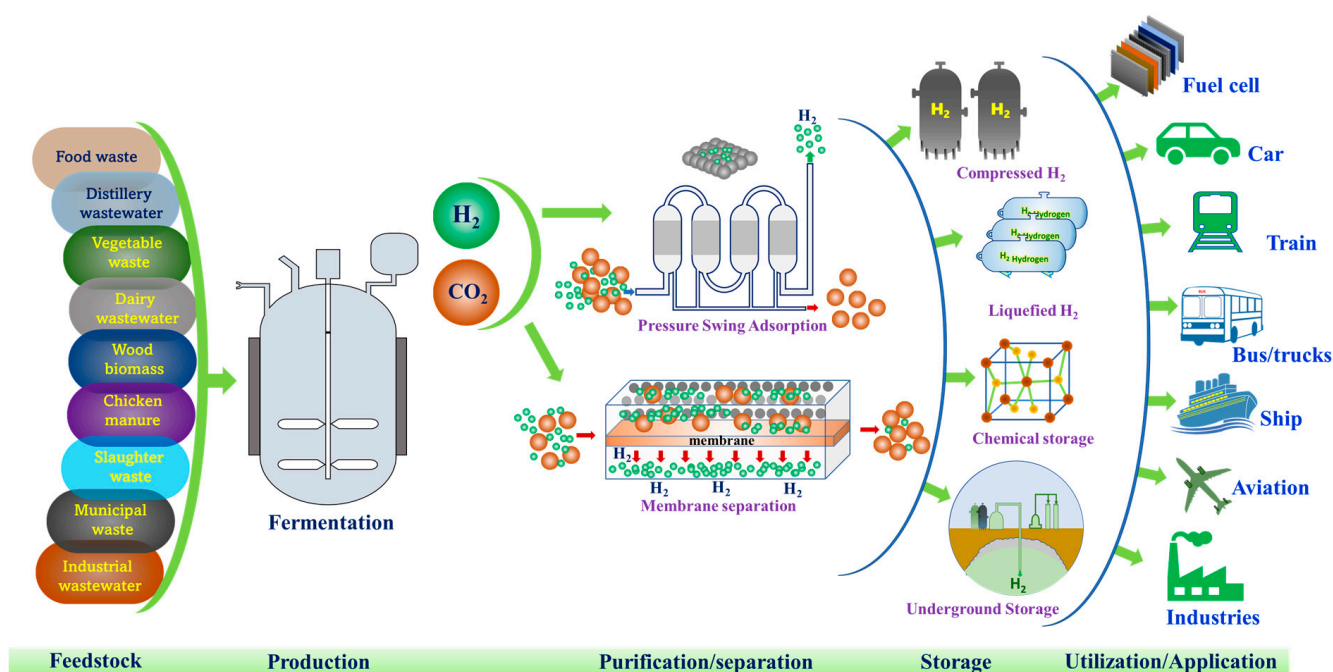 Food waste
Distillery
wastewater
Vegetable
waste
Dairy
wastewater
Wood
biomass
Chicken
manure
Slaughter
waste
Municipal
waste
Industrial
wastewater
Fermentation
H₂
CO₂
H₂
Pressure Swing Adsorption
membrane
H₂
H₂ H₂ H₂
Membrane separation
H₂ H₂
Compressed H₂
H₂ Hydrogen
H₂ Hydrogen
H₂ Hydrogen
Liquefied H₂
Chemical storage
H₂
Underground Storage
Fuel cell
Car
Train
BUS
Bus/trucks
Ship
Aviation
Industries
Feedstock Production Purification/separation Storage Utilization/Application